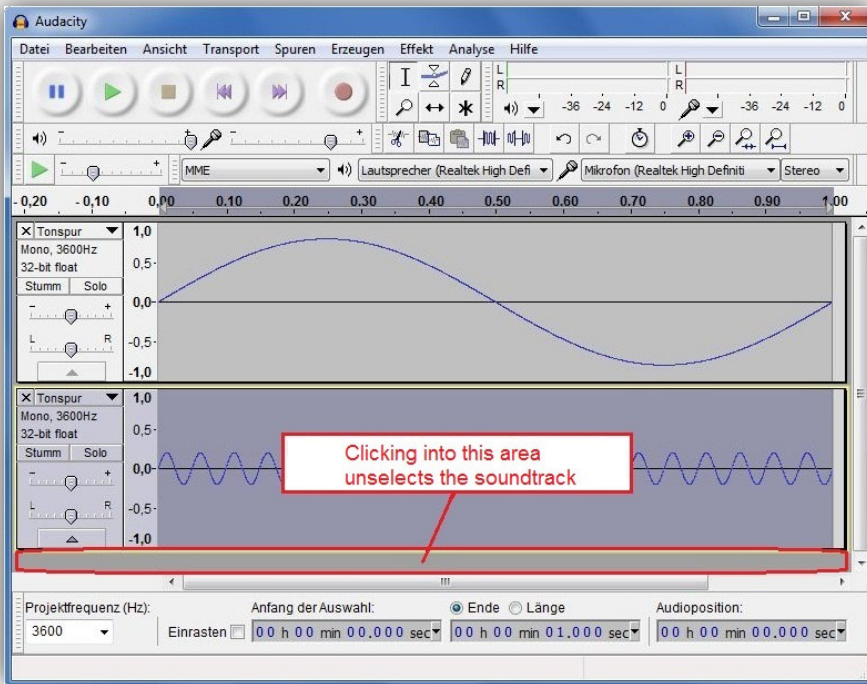 Audacity
Datei Bearbeiten Ansicht Transport Spuren Erzeugen Effekt Analyse Hilfe
L
R
-36 -24 -12 0
L
R
-36 -24 -12 0
- +
- +
- +
MME
Lautsprecher (Realtek High Defi
Mikrofon (Realtek High Definiti
Stereo
- 0,20 - 0,10 0,00 0.10 0.20 0.30 0.40 0.50 0.60 0.70 0.80 0.90 1.00
X Tonspur
Mono, 3600Hz
32-bit float
Stumm Solo
- +
L R
1,0
0,5-
0,0-
-0,5-
-1,0
X Tonspur
Mono, 3600Hz
32-bit float
Stumm Solo
- +
L R
1,0
0,5-
0,0-
-0,5-
-1,0
Clicking into this area
unselects the soundtrack
Projektfrequenz (Hz): Anfang der Auswahl: Ende Länge Audioposition:
3600 Einrasten 00 h 00 min 00.000 sec 00 h 00 min 01.000 sec 00 h 00 min 00.000 sec